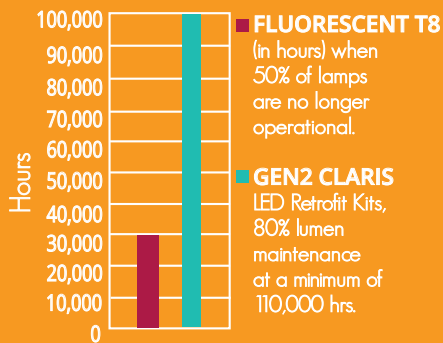 100,000
90,000
80,000
70,000
60,000
50,000
40,000
30,000
20,000
10,000
0
Hours
FLUORESCENT T8
(in hours) when
50% of lamps
are no longer
operational.
GEN2 CLARIS
LED Retrofit Kits,
80% lumen
maintenance
at a minimum of
110,000 hrs.